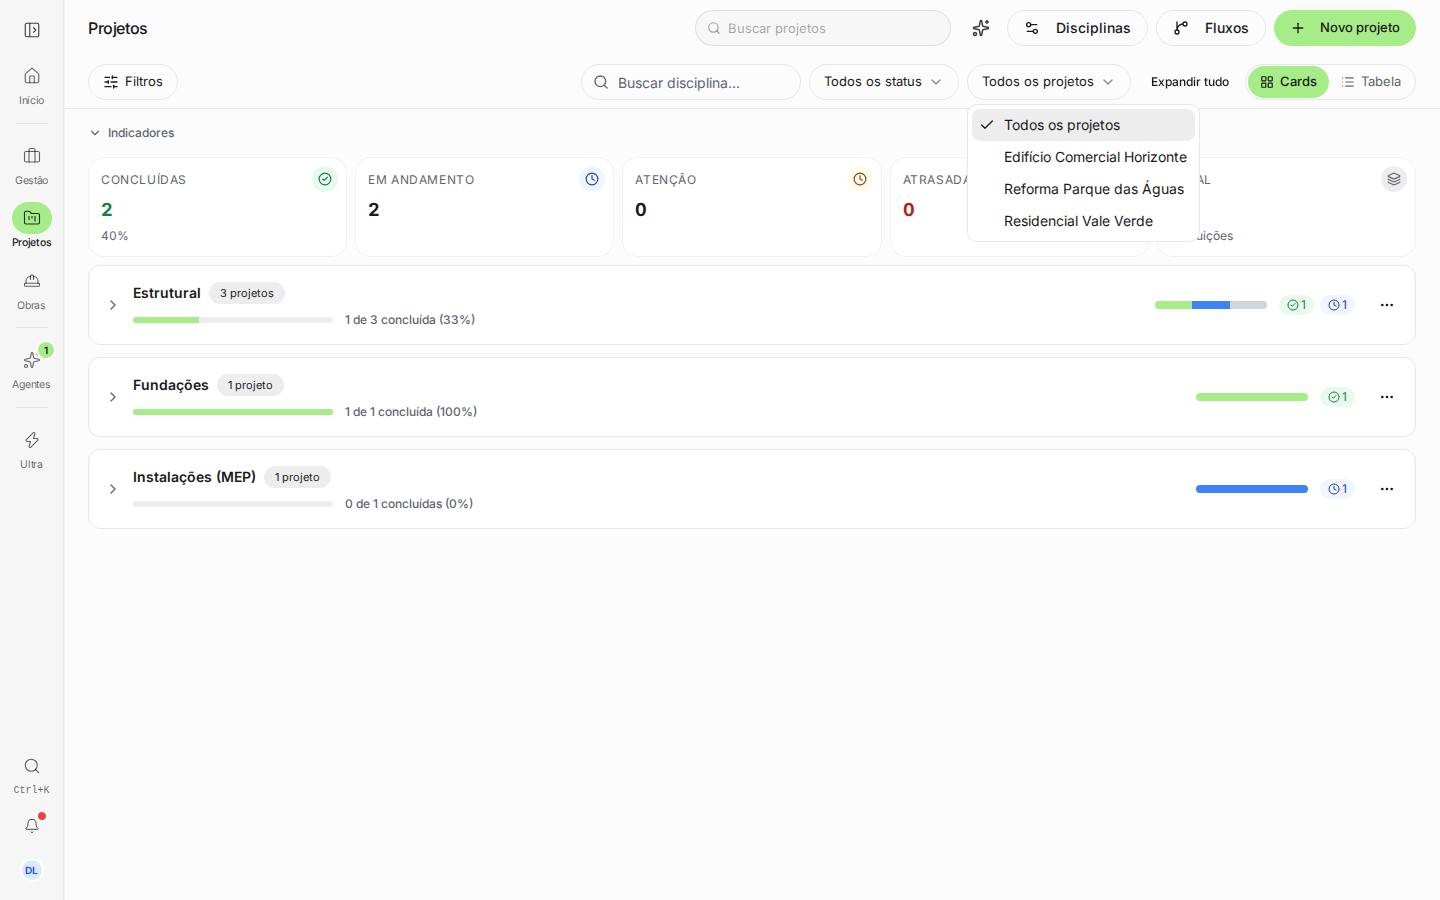 Projetos
Buscar projetos
Disciplinas
Fluxos
Novo projeto
Filtros
Buscar disciplina...
Todos os status
Todos os projetos
Expandir tudo
Cards
Tabela
Todos os projetos
Edifício Comercial Horizonte
Reforma Parque das Águas
Residencial Vale Verde
Indicadores
CONCLUÍDAS
2
40%
EM ANDAMENTO
2
ATENÇÃO
0
ATRASADA
0
AL
uições
Estrutural
3 projetos
1 de 3 concluída (33%)
1
1
Fundações
1 projeto
1 de 1 concluída (100%)
1
Instalações (MEP)
1 projeto
0 de 1 concluídas (0%)
1
Início
Gestão
Projetos
Obras
1
Agentes
Ultra
Ctrl+K
DL